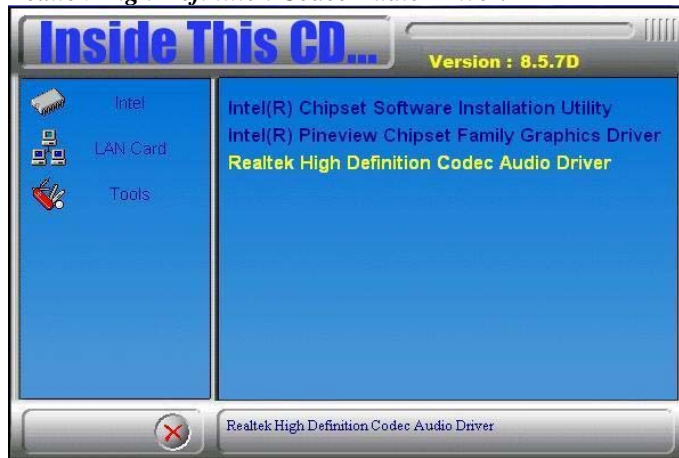 Inside This CD...
Version : 8.5.7D
Intel
LAN Card
Tools
Intel(R) Chipset Software Installation Utility
Intel(R) Pineview Chipset Family Graphics Driver
Realtek High Definition Codec Audio Driver
Realtek High Definition Codec Audio Driver